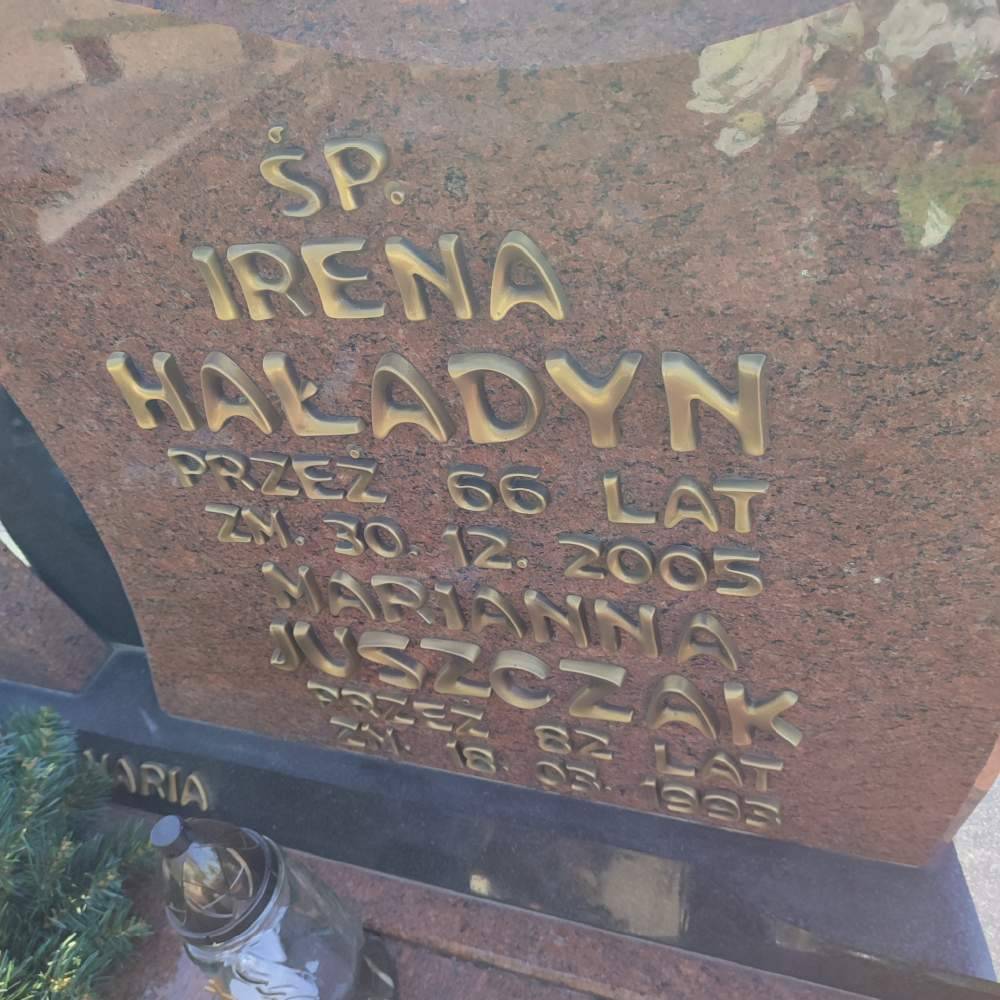 ŚP.
IRENA
HAŁADYN
PRZEŻ 66 LAT
ZM. 30. 12. 2005
MARIANNA
JUSZCZAK
PRZEŻ 82 LAT
ZM. 18. 03. 1993
MARIA